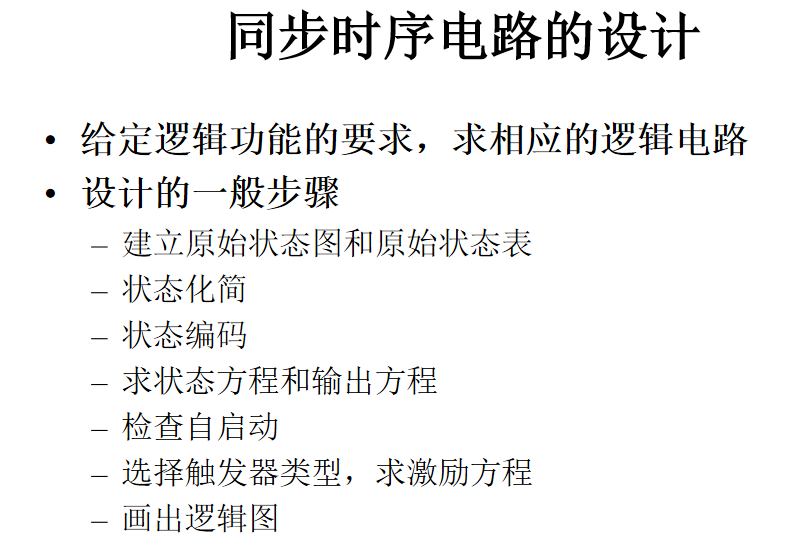 同步时序电路的设计
• 给定逻辑功能的要求，求相应的逻辑电路
• 设计的一般步骤
– 建立原始状态图和原始状态表
– 状态化简
– 状态编码
– 求状态方程和输出方程
– 检查自启动
– 选择触发器类型，求激励方程
– 画出逻辑图